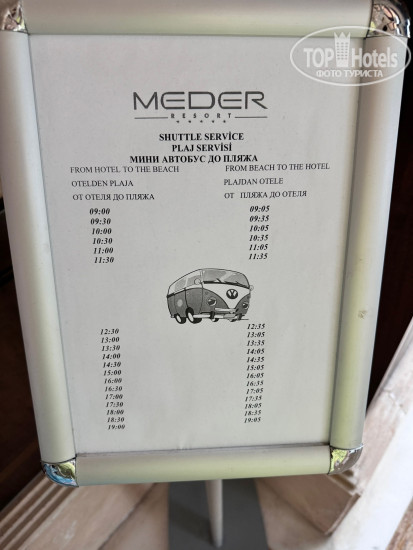 TOP Hotels
ФОТО ТУРИСТА
MEDER
RESORT
★★★★★
SHUTTLE SERVİCE
PLAJ SERVİSİ
МИНИ АВТОБУС ДО ПЛЯЖА
FROM HOTEL TO THE BEACH FROM BEACH TO THE HOTEL
OTELDEN PLAJA PLAJDAN OTELE
ОТ ОТЕЛЯ ДО ПЛЯЖА ОТ ПЛЯЖА ДО ОТЕЛЯ
09:00 09:05
09:30 09:35
10:00 10:05
10:30 10:35
11:00 11:05
11:30 11:35
12:30 12:35
13:00 13:05
13:30 13:35
14:00 14:05
14:30 14:35
15:00 15:05
16:00 16:05
16:30 16:35
17:00 17:05
17:30 17:35
18:00 18:05
18:30 18:35
19:00 19:05